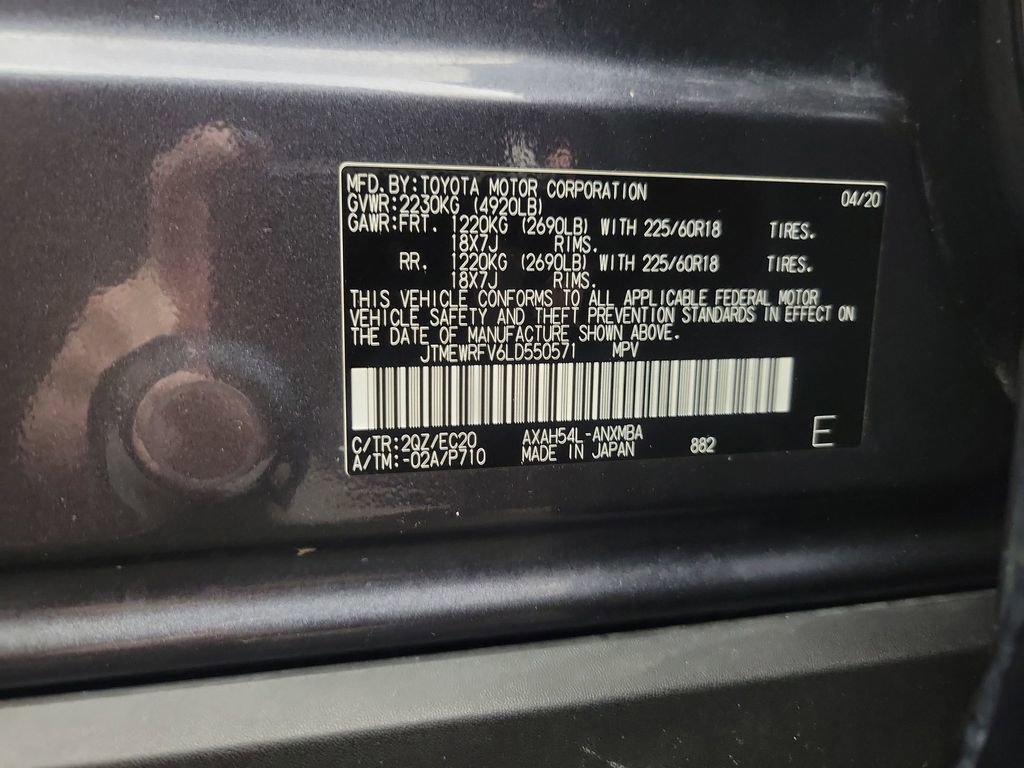 MFD.BY:TOYOTA MOTOR CORPORATION 04/20
GVWR:2230KG (4920LB)
GAWR:FRT. 1220KG (2690LB) WITH 225/60R18 TIRES.
18X7J RIMS.
RR. 1220KG (2690LB) WITH 225/60R18 TIRES.
18X7J RIMS.
THIS VEHICLE CONFORMS TO ALL APPLICABLE FEDERAL MOTOR
VEHICLE SAFETY AND THEFT PREVENTION STANDARDS IN EFFECT ON
THE DATE OF MANUFACTURE SHOWN ABOVE.
JTMEWRFV6LD550571 MPV
C/TR:2QZ/EC20 AXAH54L-ANXMBA 882 E
A/TM:-02A/P710 MADE IN JAPAN